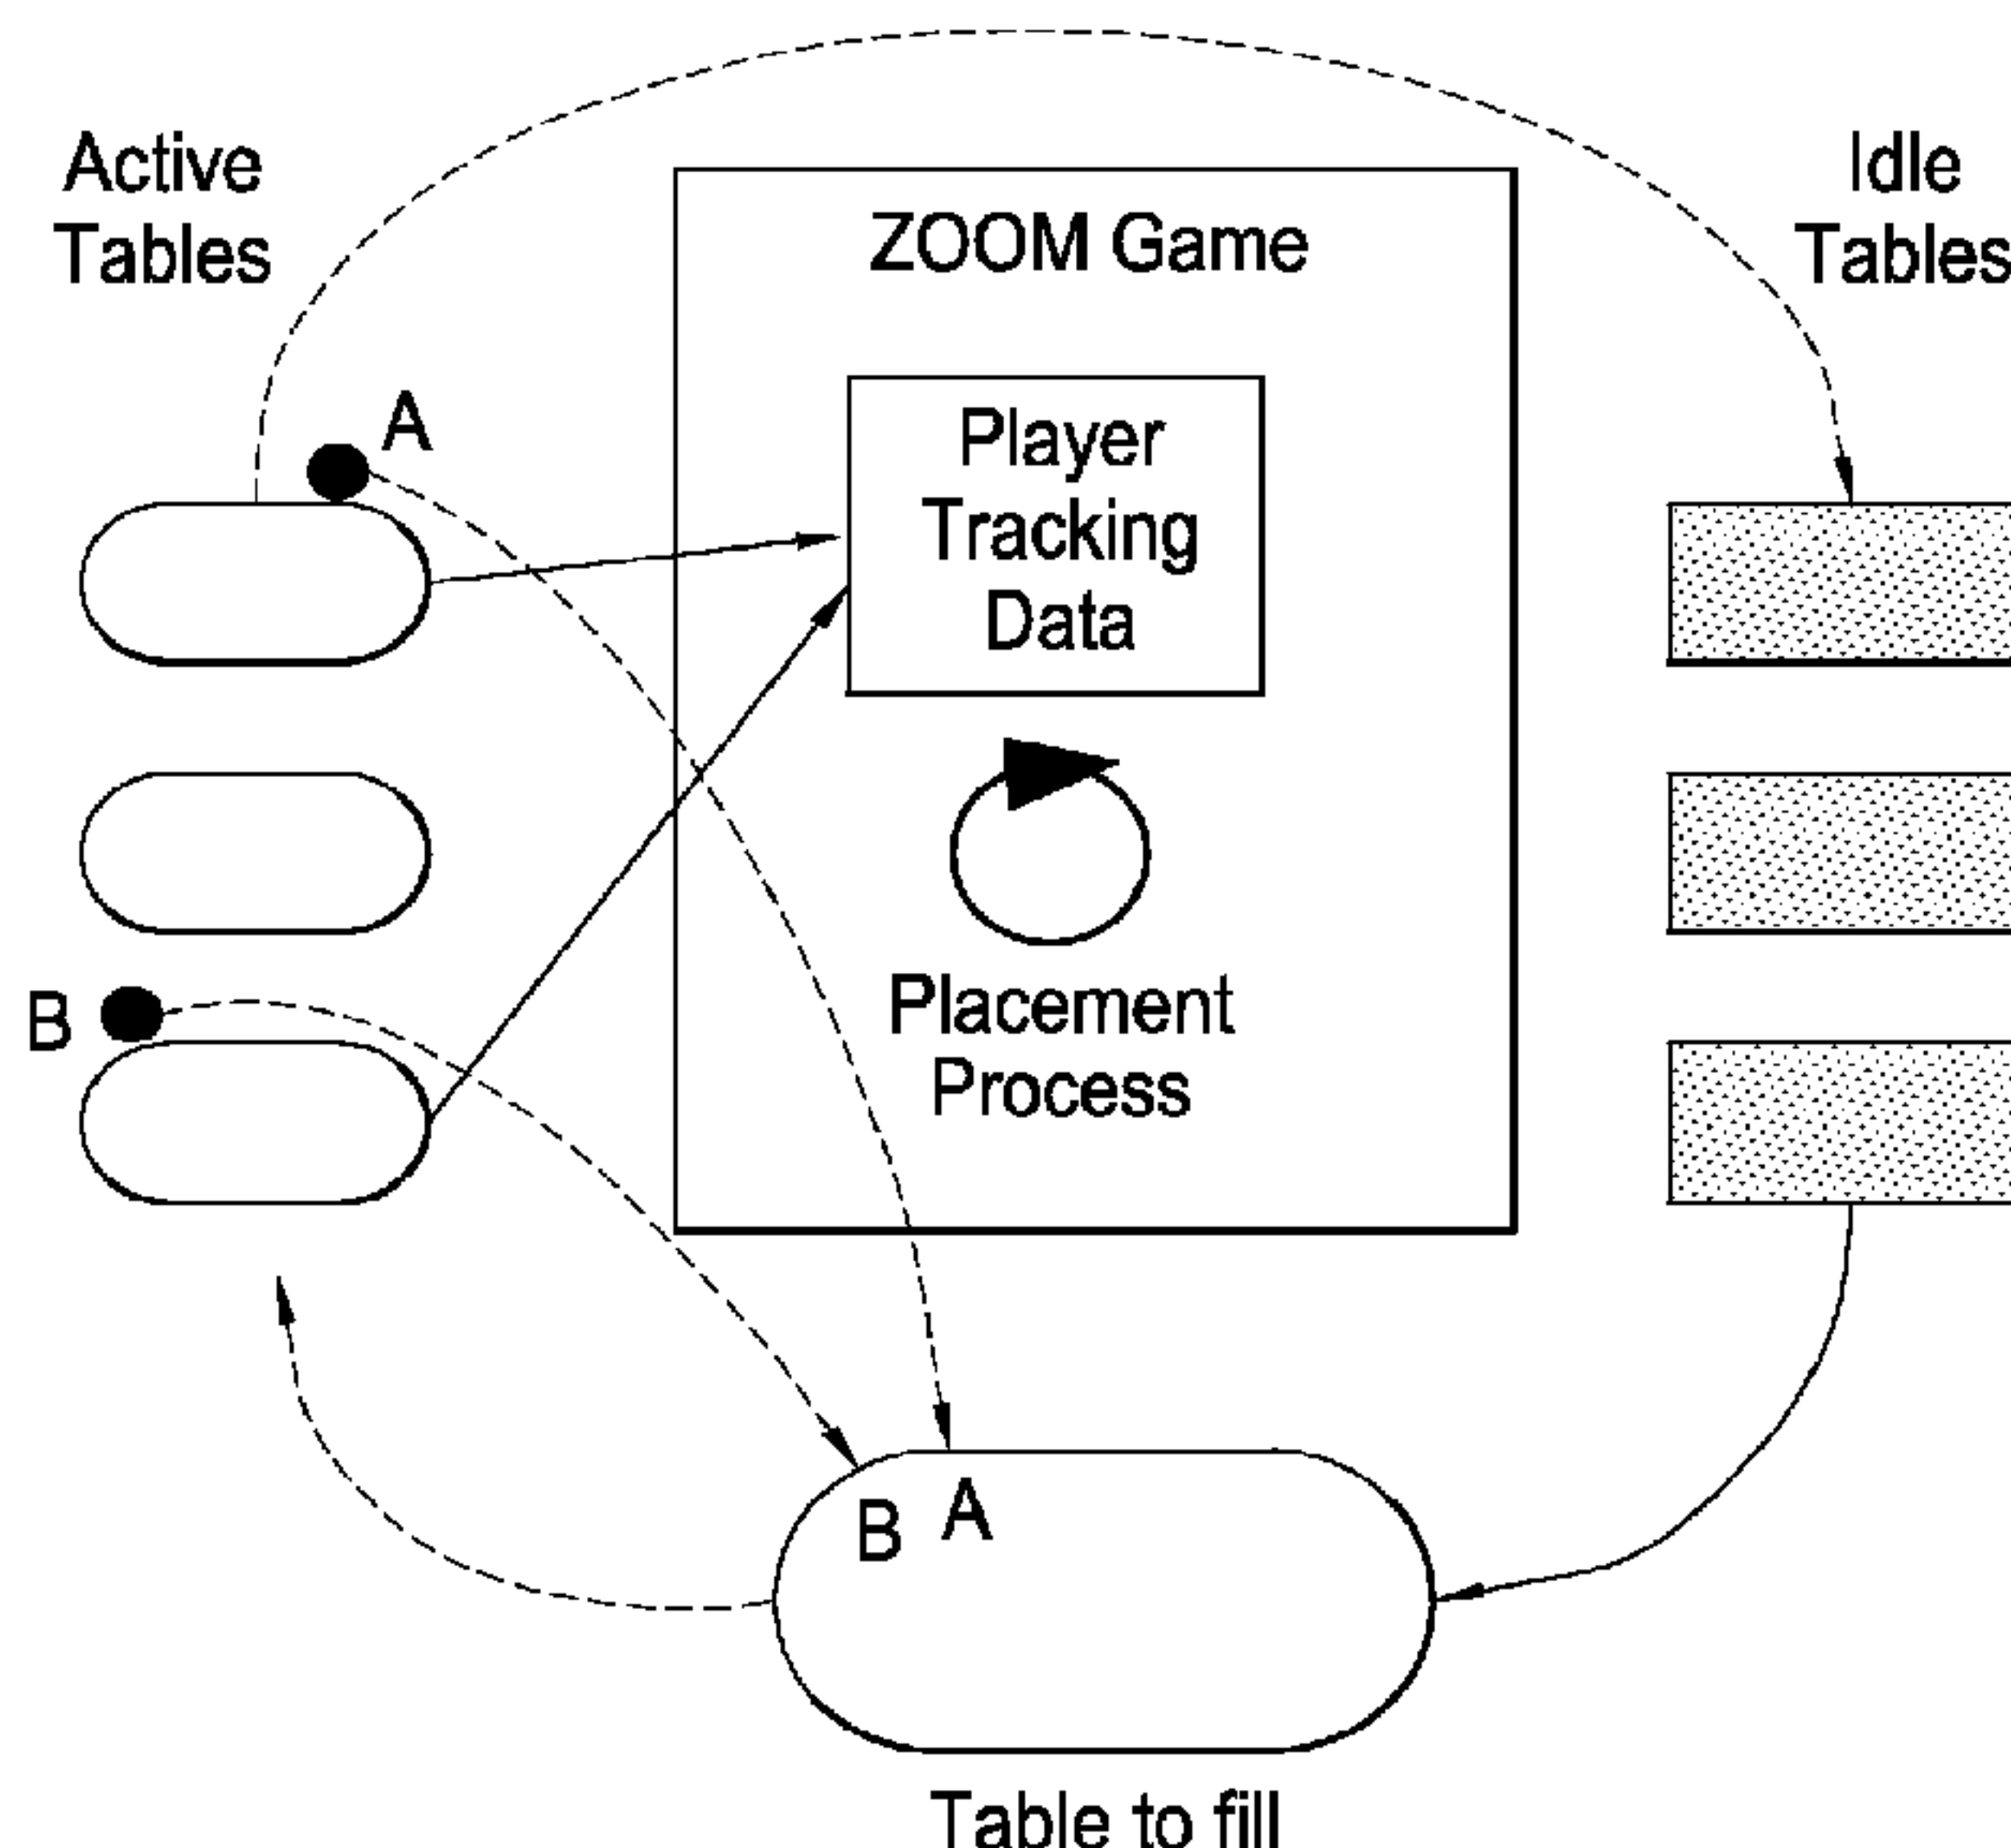 Active
Tables
ZOOM Game
Idle
Tables
A
Player
Tracking
Data
B
Placement
Process
B
A
Table to fill